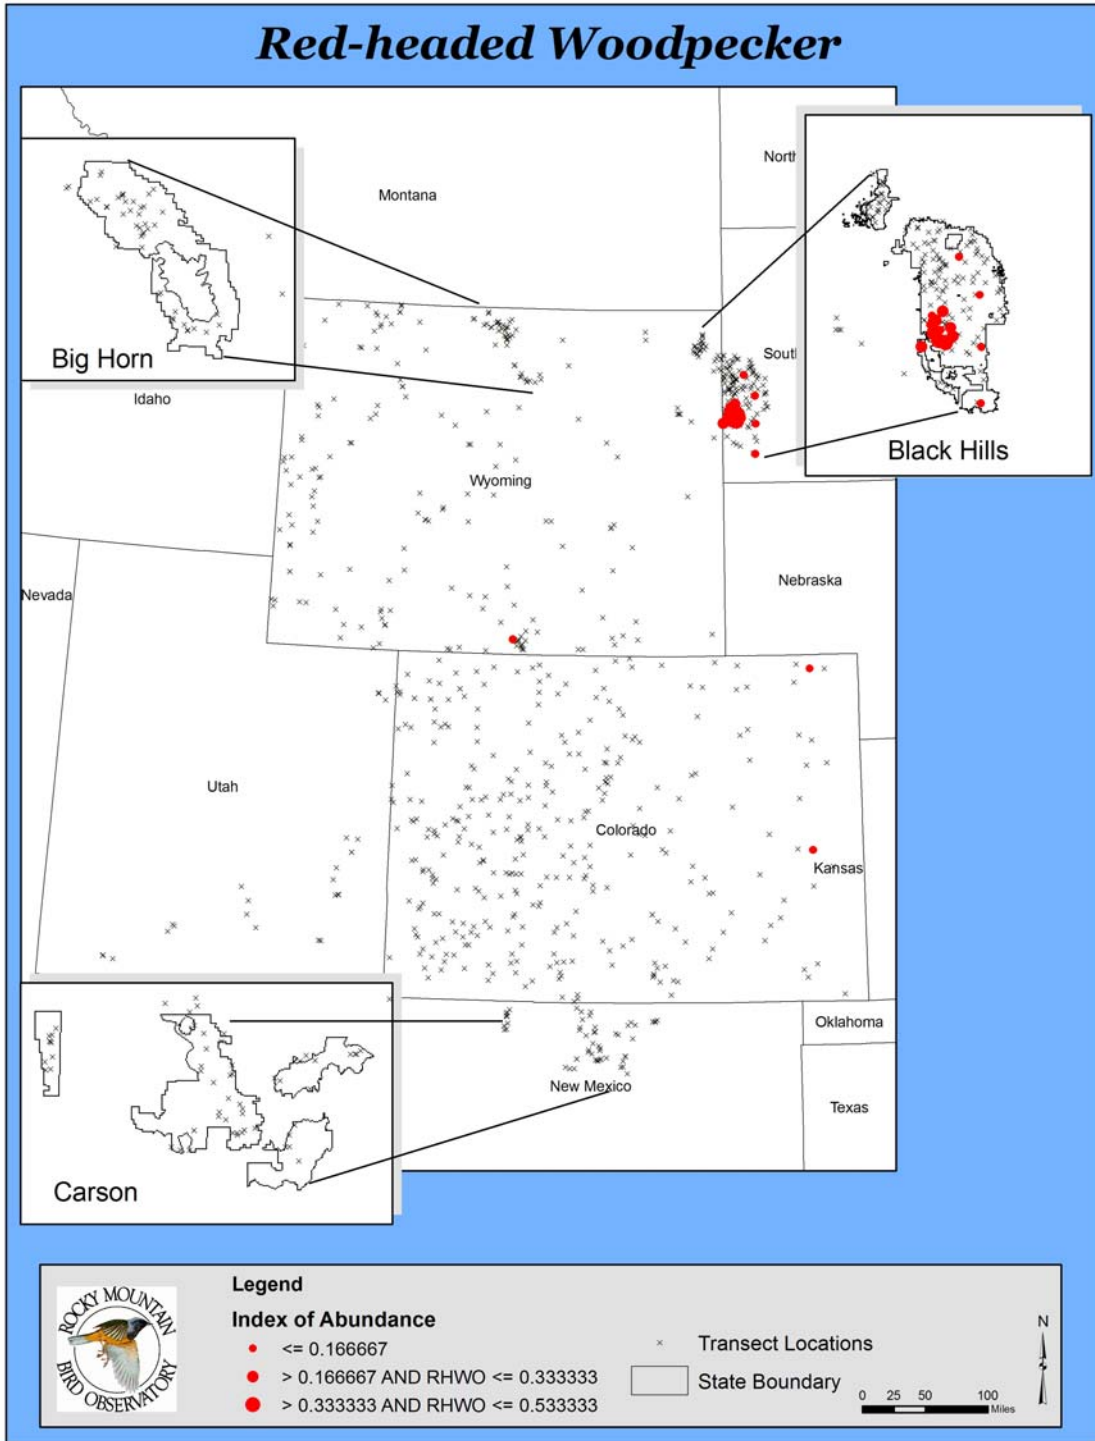 Red-headed Woodpecker
Montana
North
Big Horn
Idaho
South
Black Hills
Wyoming
Nevada
Nebraska
Utah
Colorado
Kansas
Oklahoma
New Mexico
Texas
Carson
ROCKY MOUNTAIN
BIRD OBSERVATORY
Legend
Index of Abundance
<= 0.166667
> 0.166667 AND RHWO <= 0.333333
> 0.333333 AND RHWO <= 0.533333
Transect Locations
State Boundary
N
0 25 50 100
Miles